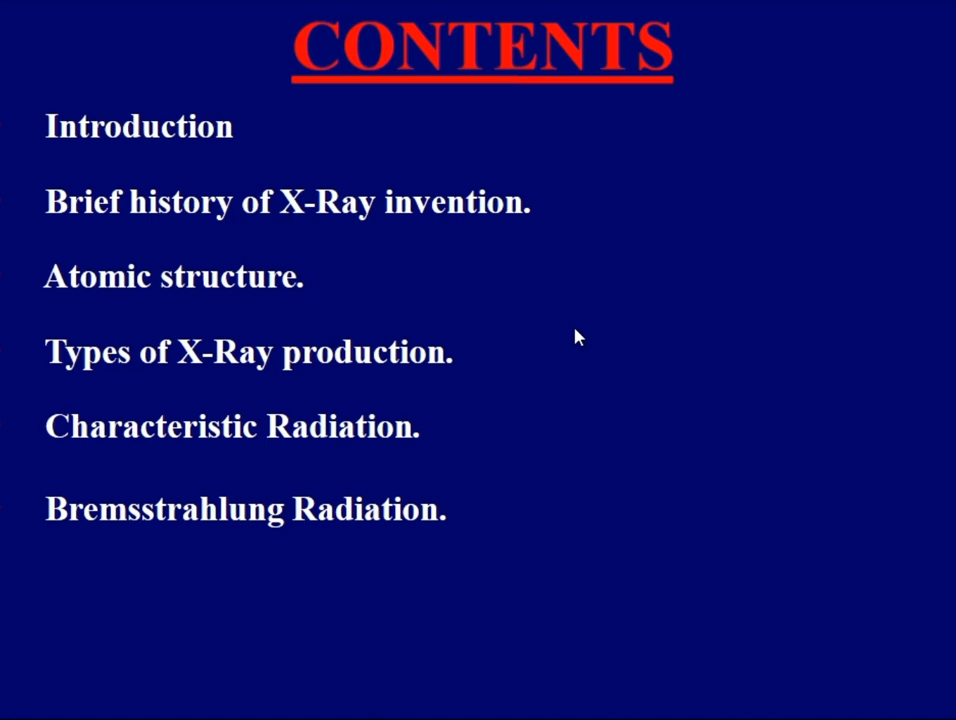 CONTENTS
Introduction
Brief history of X-Ray invention.
Atomic structure.
Types of X-Ray production.
Characteristic Radiation.
Bremsstrahlung Radiation.